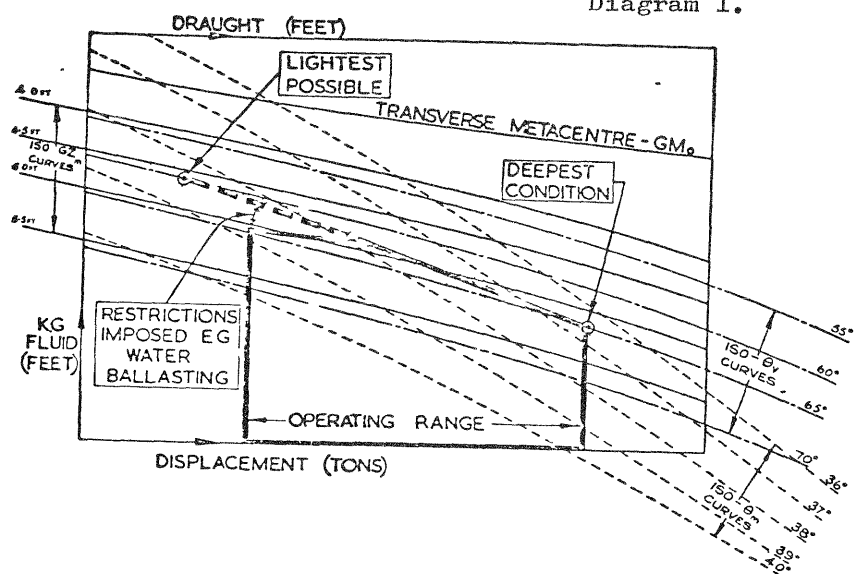 Diagram 1.
DRAUGHT (FEET)
LIGHTEST
POSSIBLE
TRANSVERSE METACENTRE-GM₀
DEEPEST
CONDITION
150 GZm
CURVES
RESTRICTIONS
IMPOSED EG
WATER
BALLASTING
KG
FLUID
(FEET)
OPERATING RANGE
DISPLACEMENT (TONS)
55°
60°
65°
70°
150-θv
CURVES
36°
37°
38°
39°
40°
150-θm
CURVES